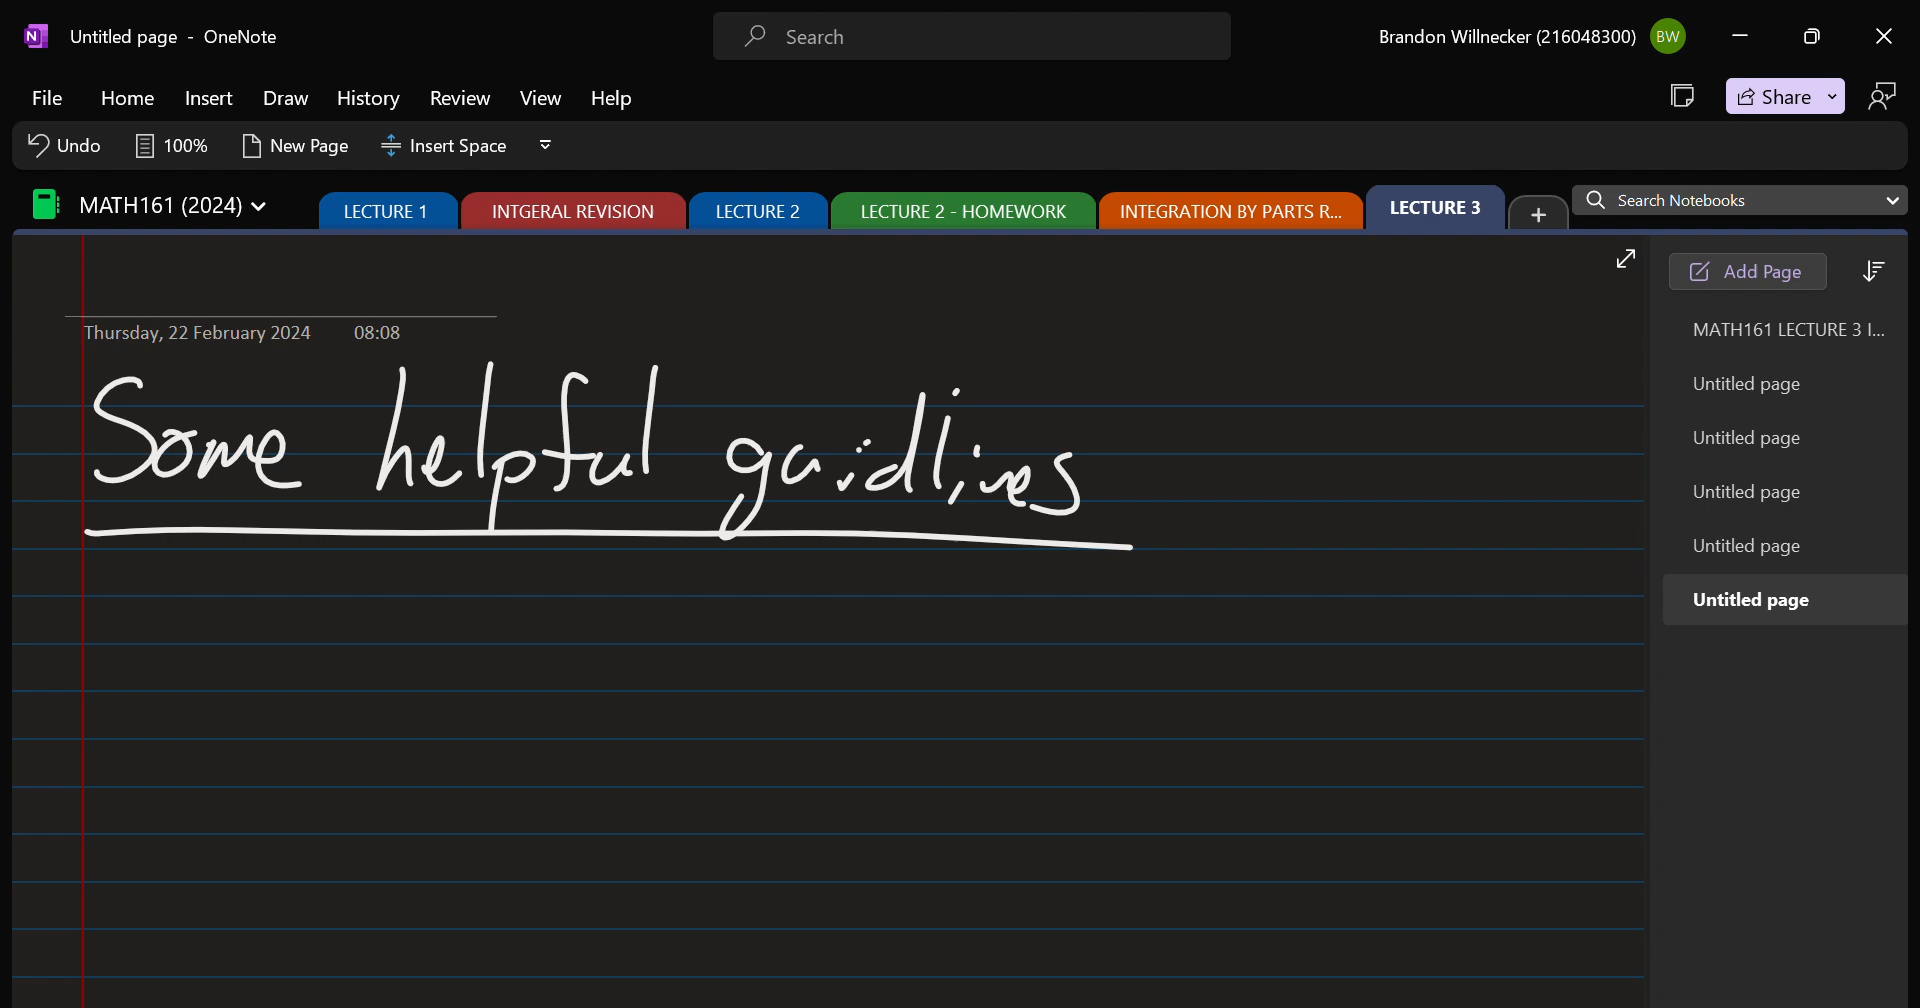 Untitled page - OneNote
Search
Brandon Willnecker (216048300) BW
File Home Insert Draw History Review View Help
Share
Undo 100% New Page Insert Space
MATH161 (2024)
LECTURE 1
INTGERAL REVISION
LECTURE 2
LECTURE 2 - HOMEWORK
INTEGRATION BY PARTS R...
LECTURE 3
+
Search Notebooks
Add Page
Thursday, 22 February 2024 08:08
Some helpful guidlines
MATH161 LECTURE 3 I...
Untitled page
Untitled page
Untitled page
Untitled page
Untitled page